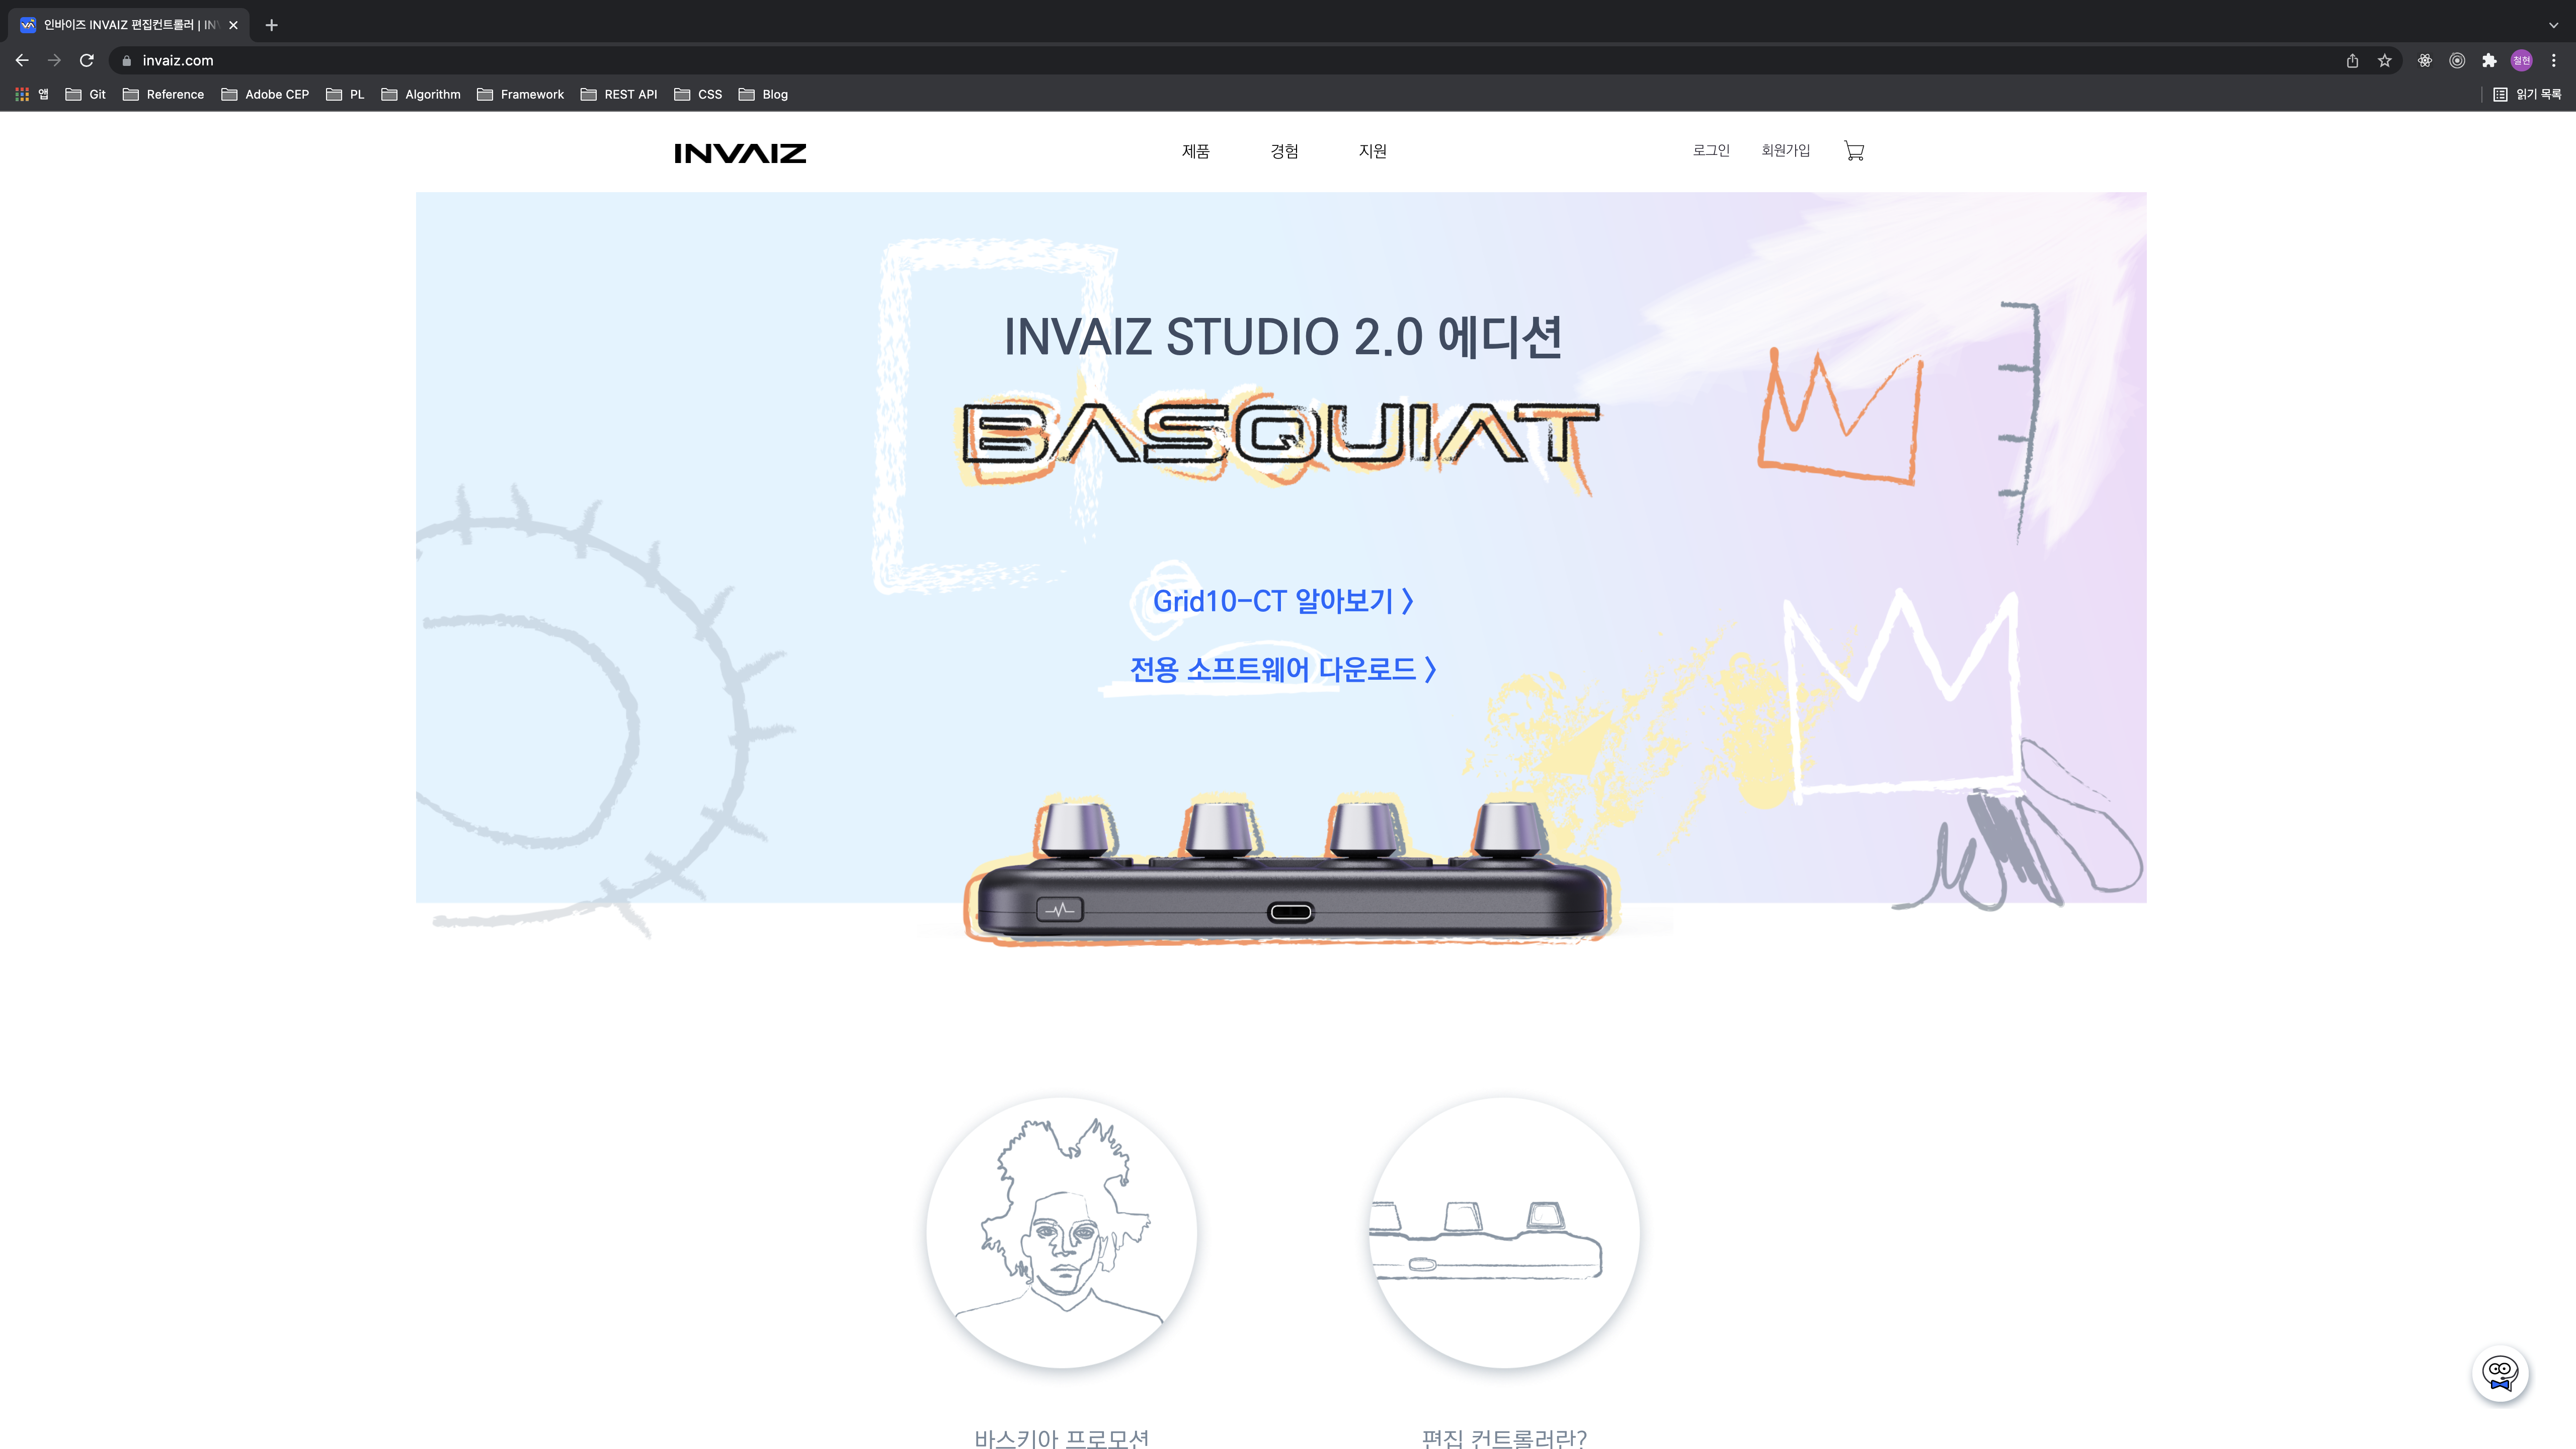 인바이즈 INVAIZ 편집컨트롤러 | IN
invaiz.com
절현
앱 Git Reference Adobe CEP PL Algorithm Framework REST API CSS Blog 읽기 목록
INVAIZ 제품 경험 지원 로그인 회원가입
INVAIZ STUDIO 2.0 에디션
BASQUIAT
Grid10-CT 알아보기 〉
전용 소프트웨어 다운로드 〉
바스키아 프로모션 편집 컨트롤러란?